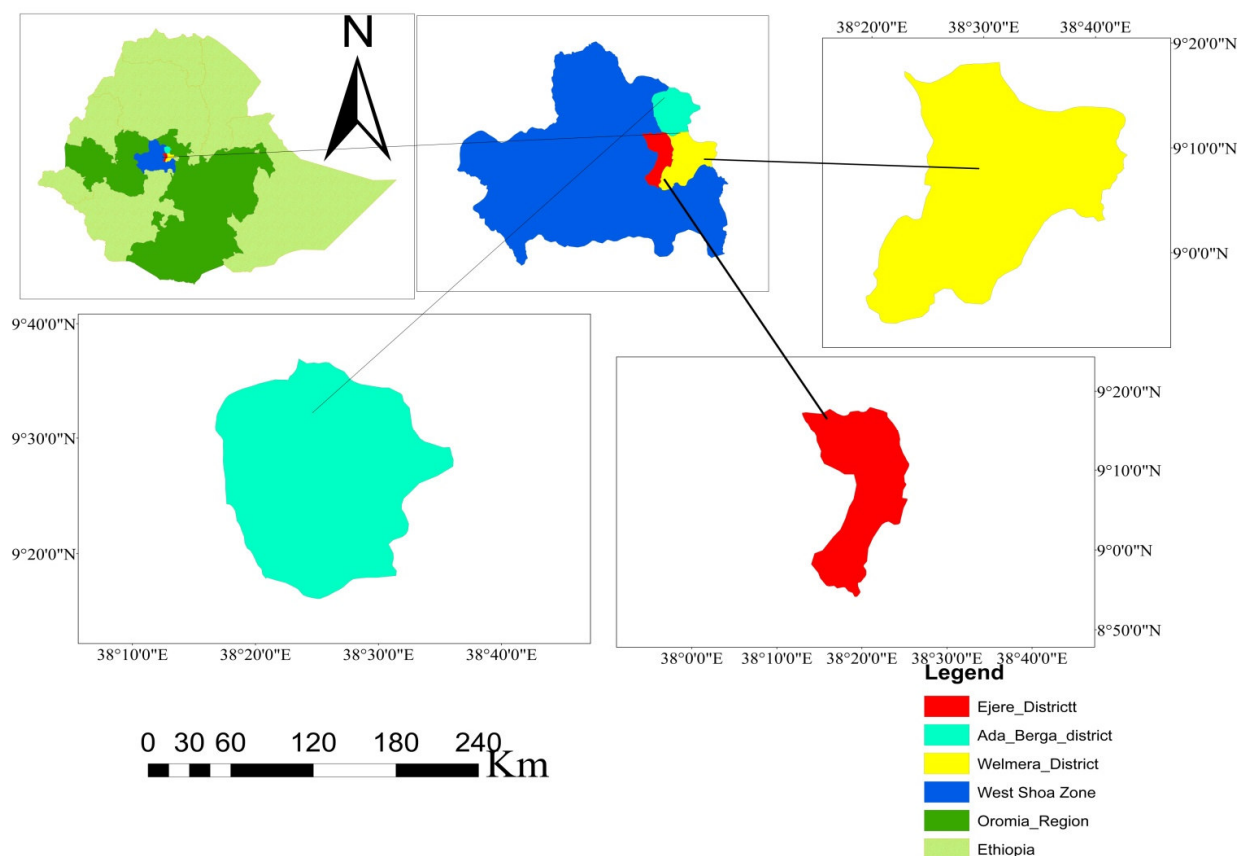 N
38°20'0"E 38°30'0"E 38°40'0"E
9°20'0"N
9°10'0"N
9°0'0"N
9°40'0"N
9°30'0"N
9°20'0"N
38°10'0"E 38°20'0"E 38°30'0"E 38°40'0"E
9°20'0"N
9°10'0"N
9°0'0"N
8°50'0"N
38°0'0"E 38°10'0"E 38°20'0"E 38°30'0"E 38°40'0"E
0 30 60 120 180 240
Km
Legend
Ejere_Districtt
Ada_Berga_district
Welmera_District
West Shoa Zone
Oromia_Region
Ethiopia